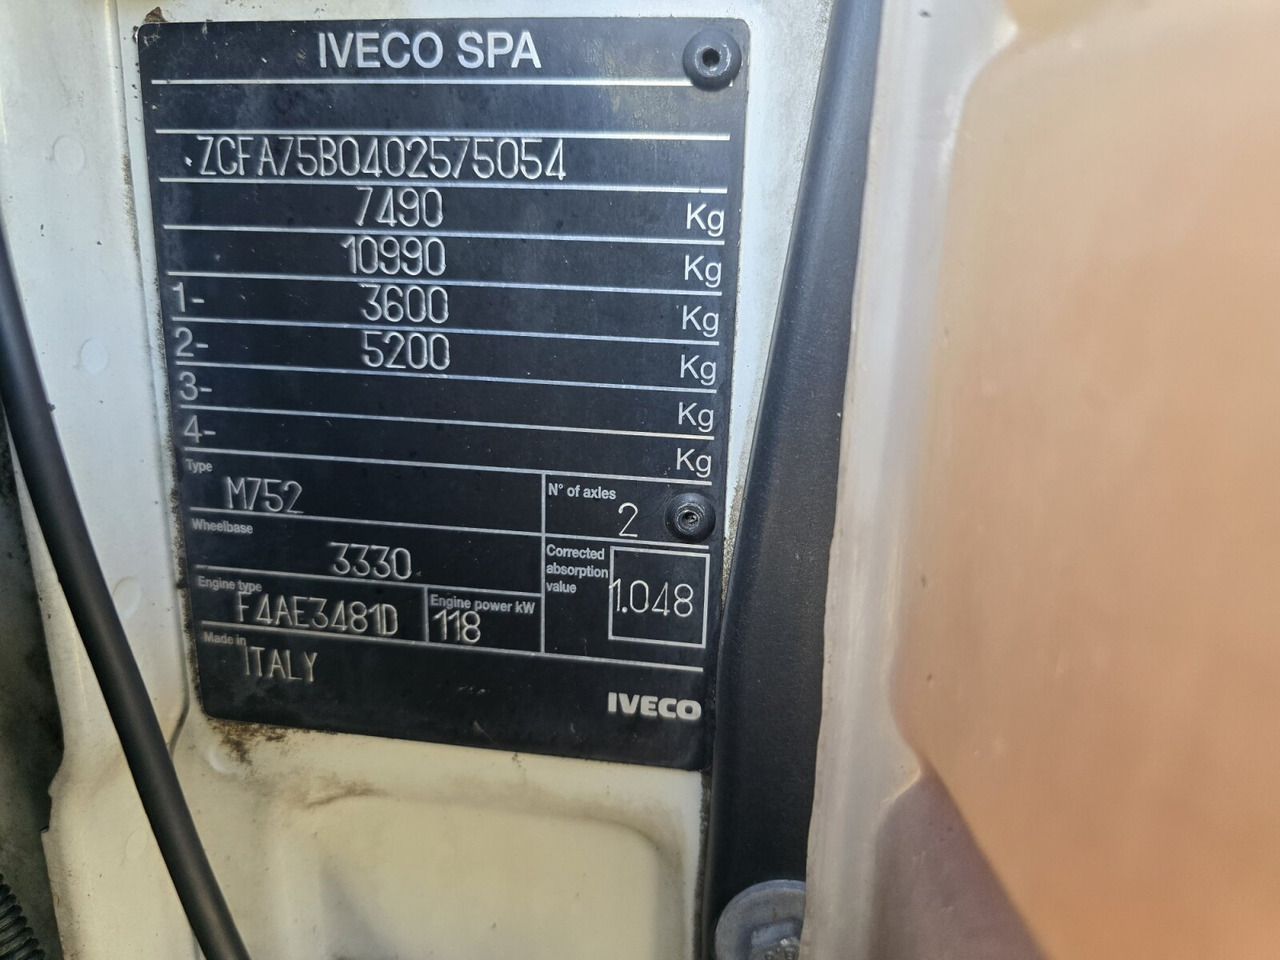 IVECO SPA
ZCFA75B0402575054
7490 Kg
10990 Kg
1- 3600 Kg
2- 5200 Kg
3- Kg
4- Kg
Type
M752
N° of axles
2
Wheelbase
3330
Corrected
absorption
value
1.048
Engine type
F4AE3481D
Engine power kW
118
Made in
ITALY
IVECO